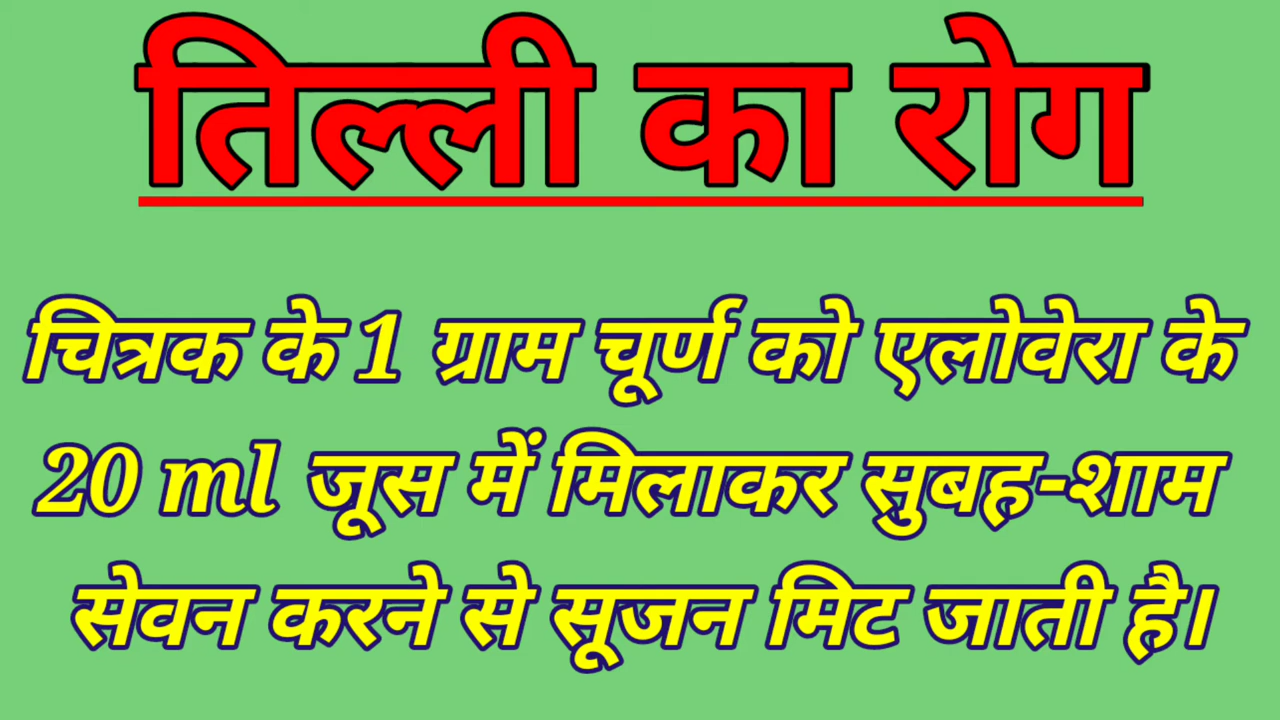 तिल्ली का रोग
चित्रक के 1 ग्राम चूर्ण को एलोवेरा के
20 ml जूस में मिलाकर सुबह-शाम
सेवन करने से सूजन मिट जाती है।